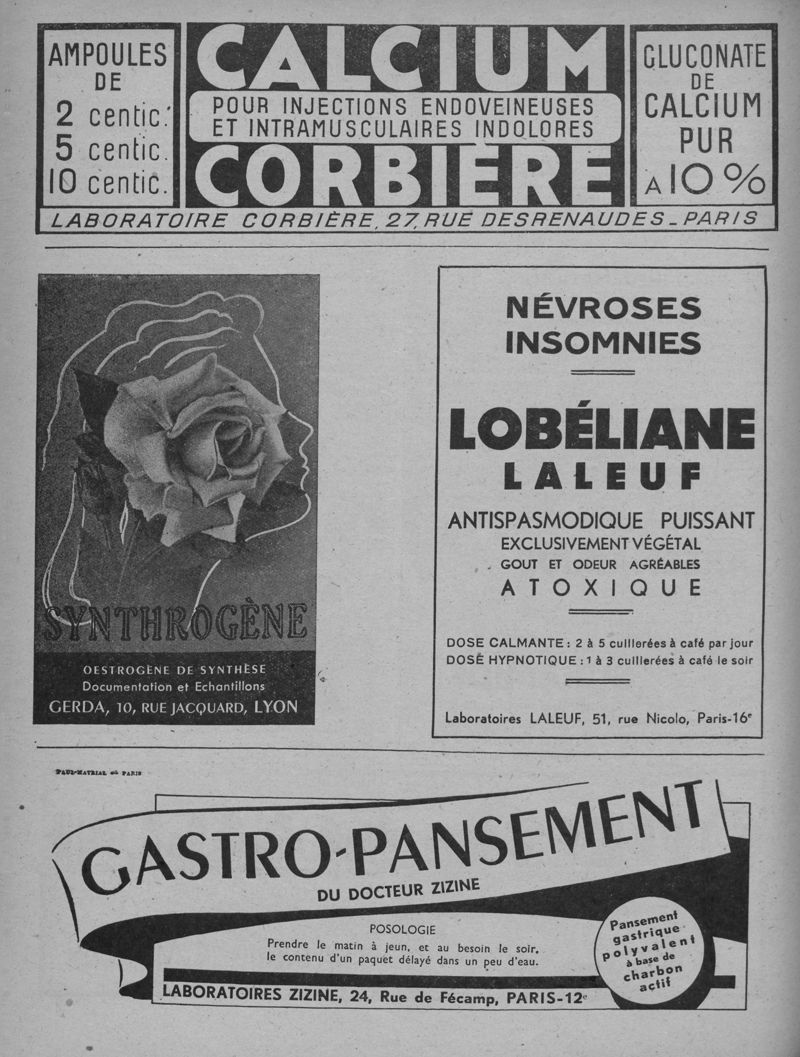 AMPOULES
DE
2 centic.
5 centic.
10 centic.
CALCIUM
POUR INJECTIONS ENDOVEINEUSES
ET INTRAMUSCULAIRES INDOLORES
CORBIÈRE
GLUCONATE
DE
CALCIUM
PUR
A 10 %
LABORATOIRE CORBIÈRE, 27, RUE DESRENAUDES - PARIS
SYNTHROGÈNE
OESTROGÈNE DE SYNTHÈSE
Documentation et Echantillons
GERDA, 10, RUE JACQUARD, LYON
NÉVROSES
INSOMNIES
LOBÉLIANE
LALEUF
ANTISPASMODIQUE PUISSANT
EXCLUSIVEMENT VÉGÉTAL
GOUT ET ODEUR AGRÉABLES
ATOXIQUE
DOSE CALMANTE : 2 à 5 cuillerées à café par jour
DOSE HYPNOTIQUE : 1 à 3 cuillerées à café le soir
Laboratoires LALEUF, 51, rue Nicolo, Paris-16e
GASTRO-PANSEMENT
DU DOCTEUR ZIZINE
POSOLOGIE
Prendre le matin à jeun, et au besoin le soir,
le contenu d'un paquet délayé dans un peu d'eau.
Pansement
gastrique
polyvalent
à base de
charbon
actif
LABORATOIRES ZIZINE, 24, Rue de Fécamp, PARIS-12e